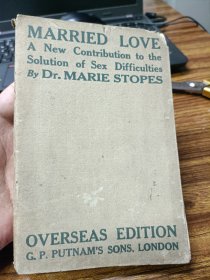 MARRIED LOVE
A New Contribution to the
Solution of Sex Difficulties
By Dr. MARIE STOPES
OVERSEAS EDITION
G. P. PUTNAM'S SONS. LONDON